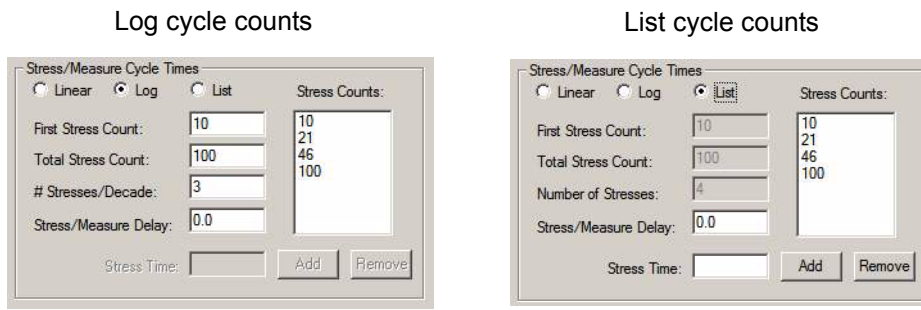 Log cycle counts
Stress/Measure Cycle Times
Linear Log List Stress Counts:
First Stress Count: 10
Total Stress Count: 100
# Stresses/Decade: 3
Stress/Measure Delay: 0.0
10
21
46
100
Stress Time: Add Remove
List cycle counts
Stress/Measure Cycle Times
Linear Log List Stress Counts:
First Stress Count: 10
Total Stress Count: 100
Number of Stresses: 4
Stress/Measure Delay: 0.0
10
21
46
100
Stress Time: Add Remove